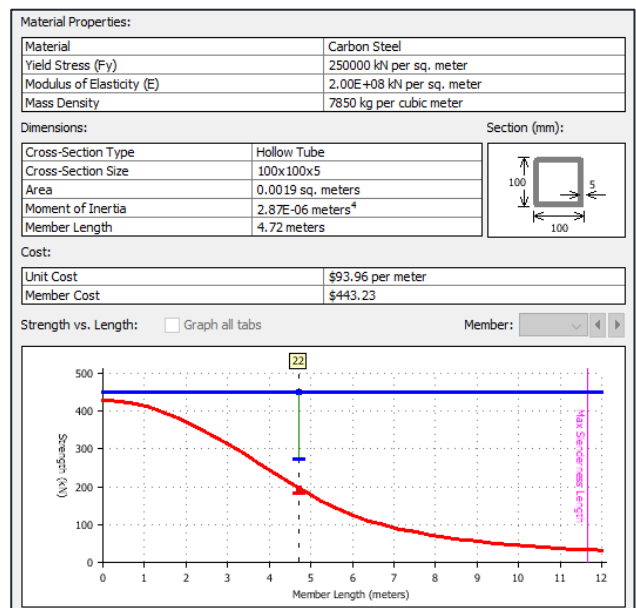 Material Properties:
Material Carbon Steel
Yield Stress (Fy) 250000 kN per sq. meter
Modulus of Elasticity (E) 2.00E+08 kN per sq. meter
Mass Density 7850 kg per cubic meter
Dimensions: Section (mm):
Cross-Section Type Hollow Tube
Cross-Section Size 100x100x5
Area 0.0019 sq. meters
Moment of Inertia 2.87E-06 meters⁴
Member Length 4.72 meters
100
5
100
Cost:
Unit Cost $93.96 per meter
Member Cost $443.23
Strength vs. Length: Graph all tabs Member:
22
500
400
300
200
100
0
Strength (kN)
Max Slenderness Length
0 1 2 3 4 5 6 7 8 9 10 11 12
Member Length (meters)